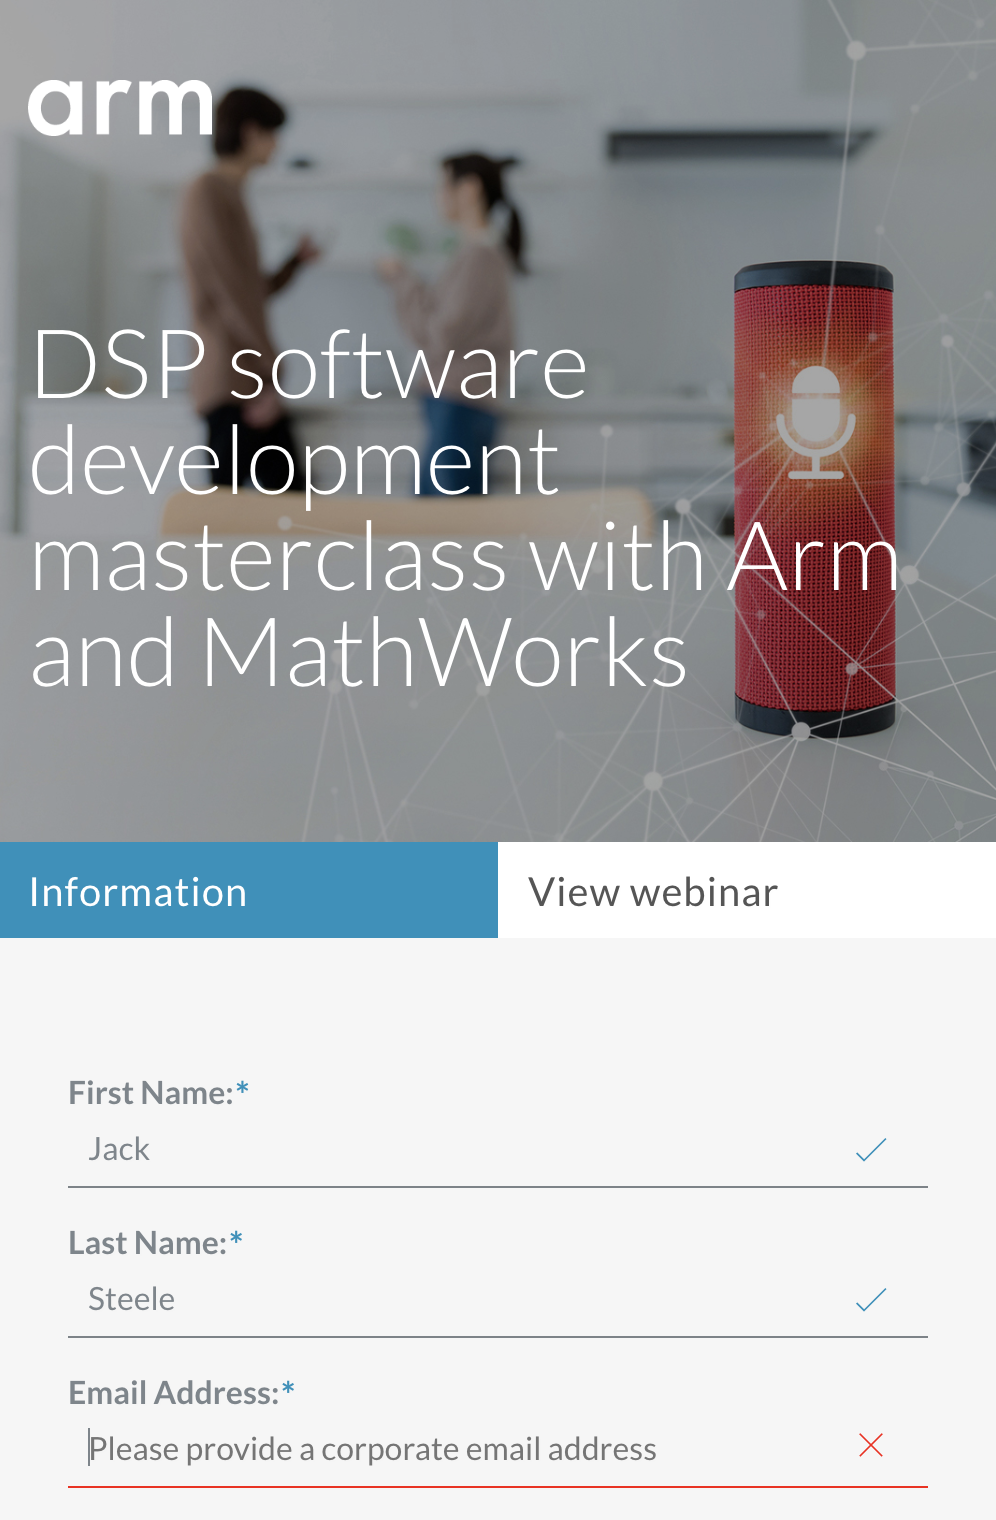 arm
DSP software
development
masterclass with Arm
and MathWorks
Information
View webinar
First Name:*
Jack
Last Name:*
Steele
Email Address:*
Please provide a corporate email address